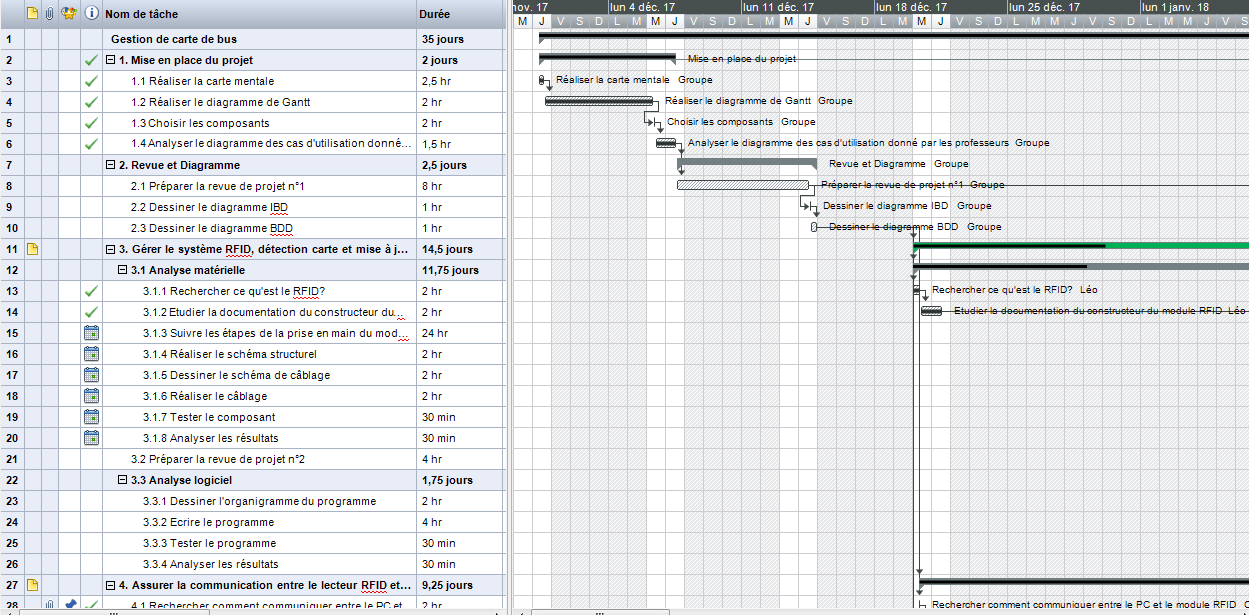 Nom de tâche Durée
nov. 17 lun 4 déc. 17 lun 11 déc. 17 lun 18 déc. 17 lun 25 déc. 17 lun 1 janv. 18
M J V S D L M M J V S D L M M J V S D L M M J V S D L M M J V S D L M M J V S
1 Gestion de carte de bus 35 jours
2 1. Mise en place du projet 2 jours Mise en place du projet
3 1.1 Réaliser la carte mentale 2,5 hr Réaliser la carte mentale Groupe
4 1.2 Réaliser le diagramme de Gantt 2 hr Réaliser le diagramme de Gantt Groupe
5 1.3 Choisir les composants 2 hr Choisir les composants Groupe
6 1.4 Analyser le diagramme des cas d'utilisation donné... 1,5 hr Analyser le diagramme des cas d'utilisation donné par les professeurs Groupe
7 2. Revue et Diagramme 2,5 jours Revue et Diagramme Groupe
8 2.1 Préparer la revue de projet n°1 8 hr Préparer la revue de projet n°1 Groupe
9 2.2 Dessiner le diagramme IBD 1 hr Dessiner le diagramme IBD Groupe
10 2.3 Dessiner le diagramme BDD 1 hr Dessiner le diagramme BDD Groupe
11 3. Gérer le système RFID, détection carte et mise à j... 14,5 jours
12 3.1 Analyse matérielle 11,75 jours
13 3.1.1 Rechercher ce qu'est le RFID? 2 hr Rechercher ce qu'est le RFID? Léo
14 3.1.2 Etudier la documentation du constructeur du... 2 hr Etudier la documentation du constructeur du module RFID Léo
15 3.1.3 Suivre les étapes de la prise en main du mod... 24 hr
16 3.1.4 Réaliser le schéma structurel 2 hr
17 3.1.5 Dessiner le schéma de câblage 2 hr
18 3.1.6 Réaliser le câblage 2 hr
19 3.1.7 Tester le composant 30 min
20 3.1.8 Analyser les résultats 30 min
21 3.2 Préparer la revue de projet n°2 4 hr
22 3.3 Analyse logiciel 1,75 jours
23 3.3.1 Dessiner l'organigramme du programme 2 hr
24 3.3.2 Ecrire le programme 4 hr
25 3.3.3 Tester le programme 30 min
26 3.3.4 Analyser les résultats 30 min
27 4. Assurer la communication entre le lecteur RFID et... 9,25 jours
28 4.1 Rechercher comment communiquer entre le PC et 2 hr Rechercher comment communiquer entre le PC et le module RFID